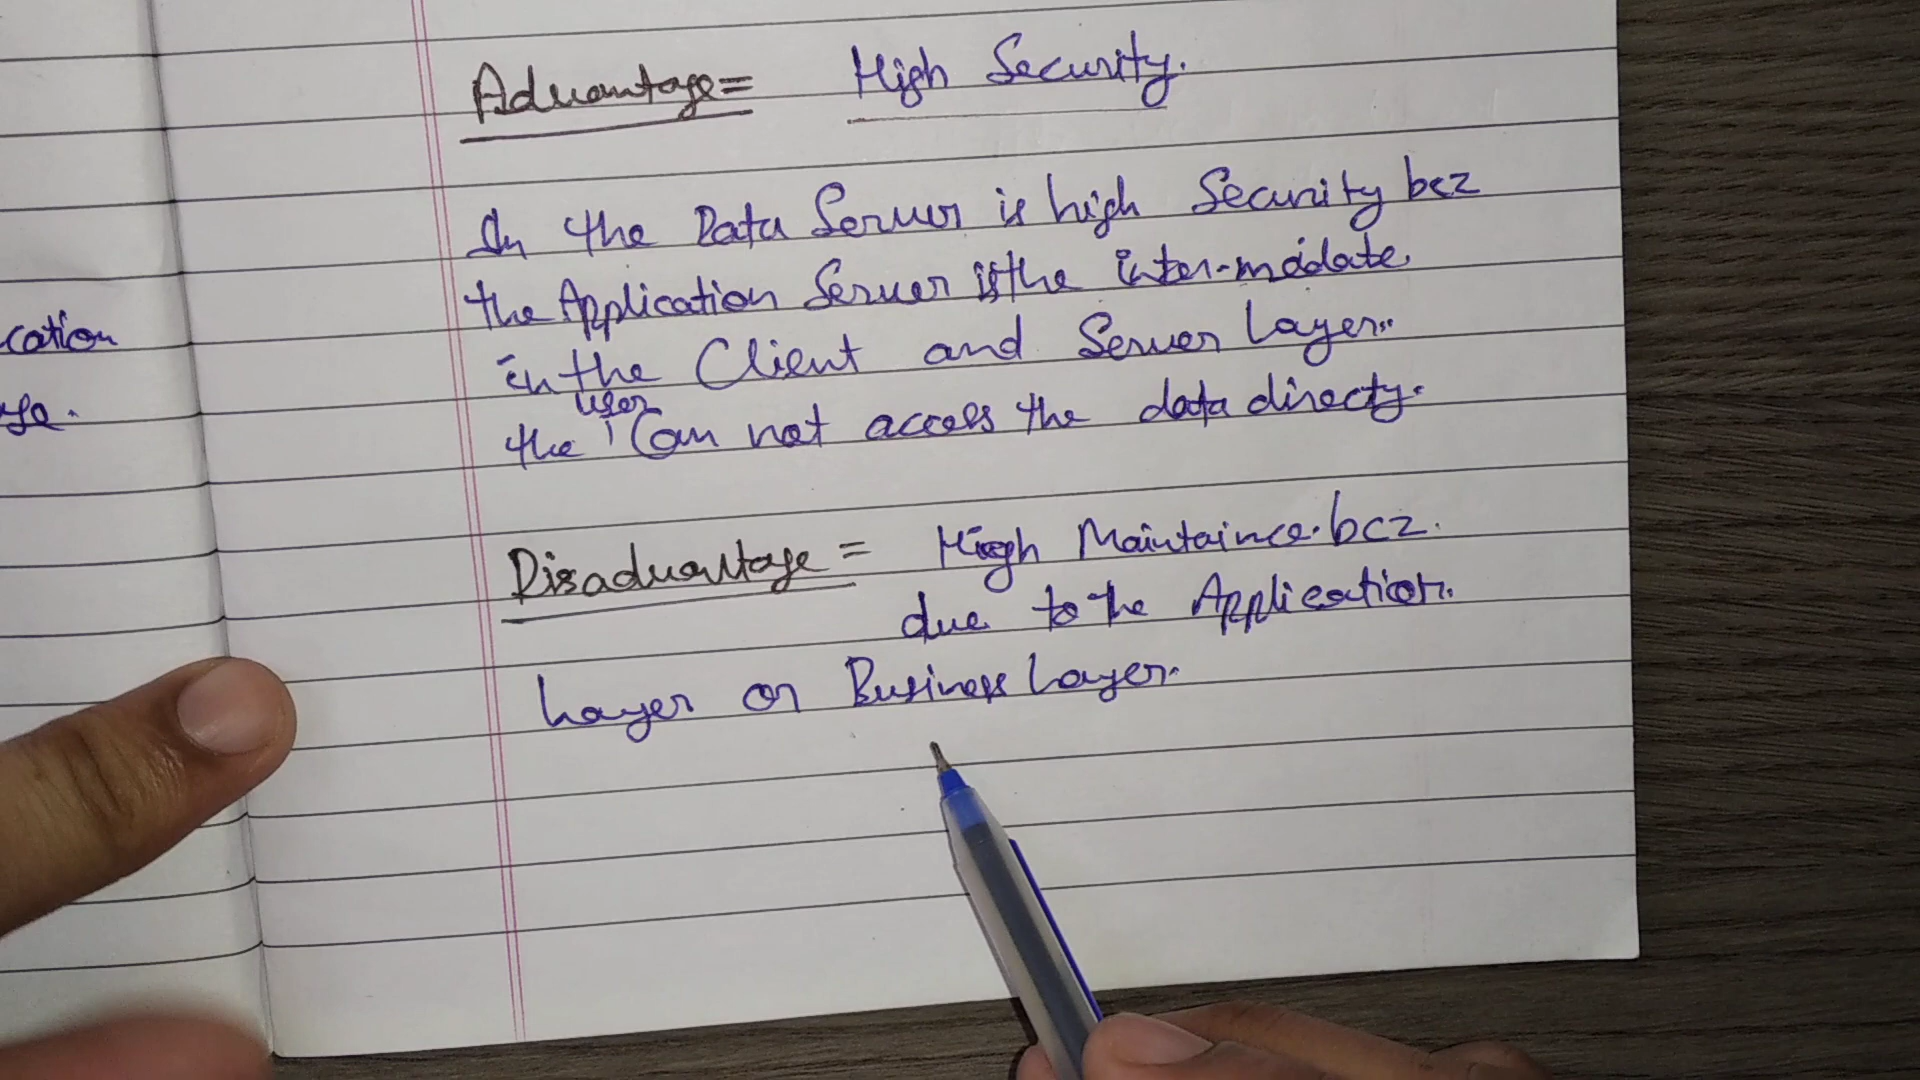 cation
Advantage= High Security.
In the Data Server is high Security bcz
the Application Server is the inter-mediate
in the Client and Server Layer.
user
the can not access the data directy.
Disadvantage = High Maintaince. bcz.
due to the Application.
Layer or Business Layer.